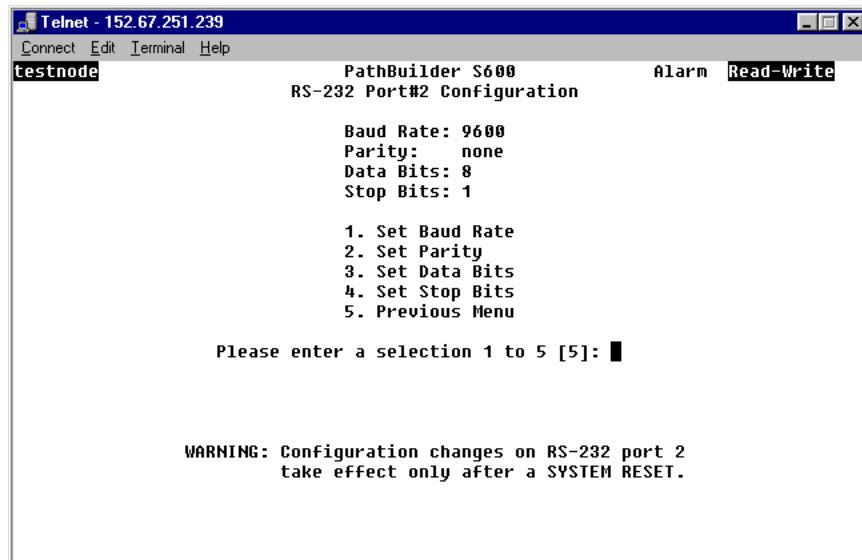 Telnet - 152.67.251.239
Connect Edit Terminal Help
testnode PathBuilder S600 Alarm Read-Write
RS-232 Port#2 Configuration
Baud Rate: 9600
Parity: none
Data Bits: 8
Stop Bits: 1
1. Set Baud Rate
2. Set Parity
3. Set Data Bits
4. Set Stop Bits
5. Previous Menu
Please enter a selection 1 to 5 [5]:
WARNING: Configuration changes on RS-232 port 2
take effect only after a SYSTEM RESET.